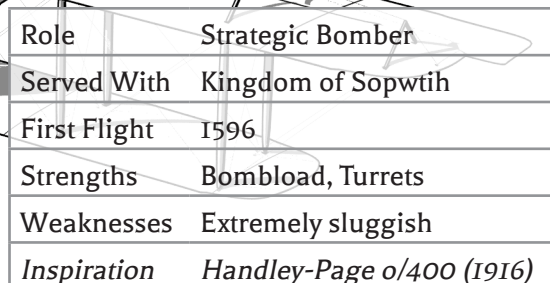 Role Strategic Bomber
Served With Kingdom of Sopwtih
First Flight 1596
Strengths Bombload, Turrets
Weaknesses Extremely sluggish
Inspiration Handley-Page 0/400 (1916)